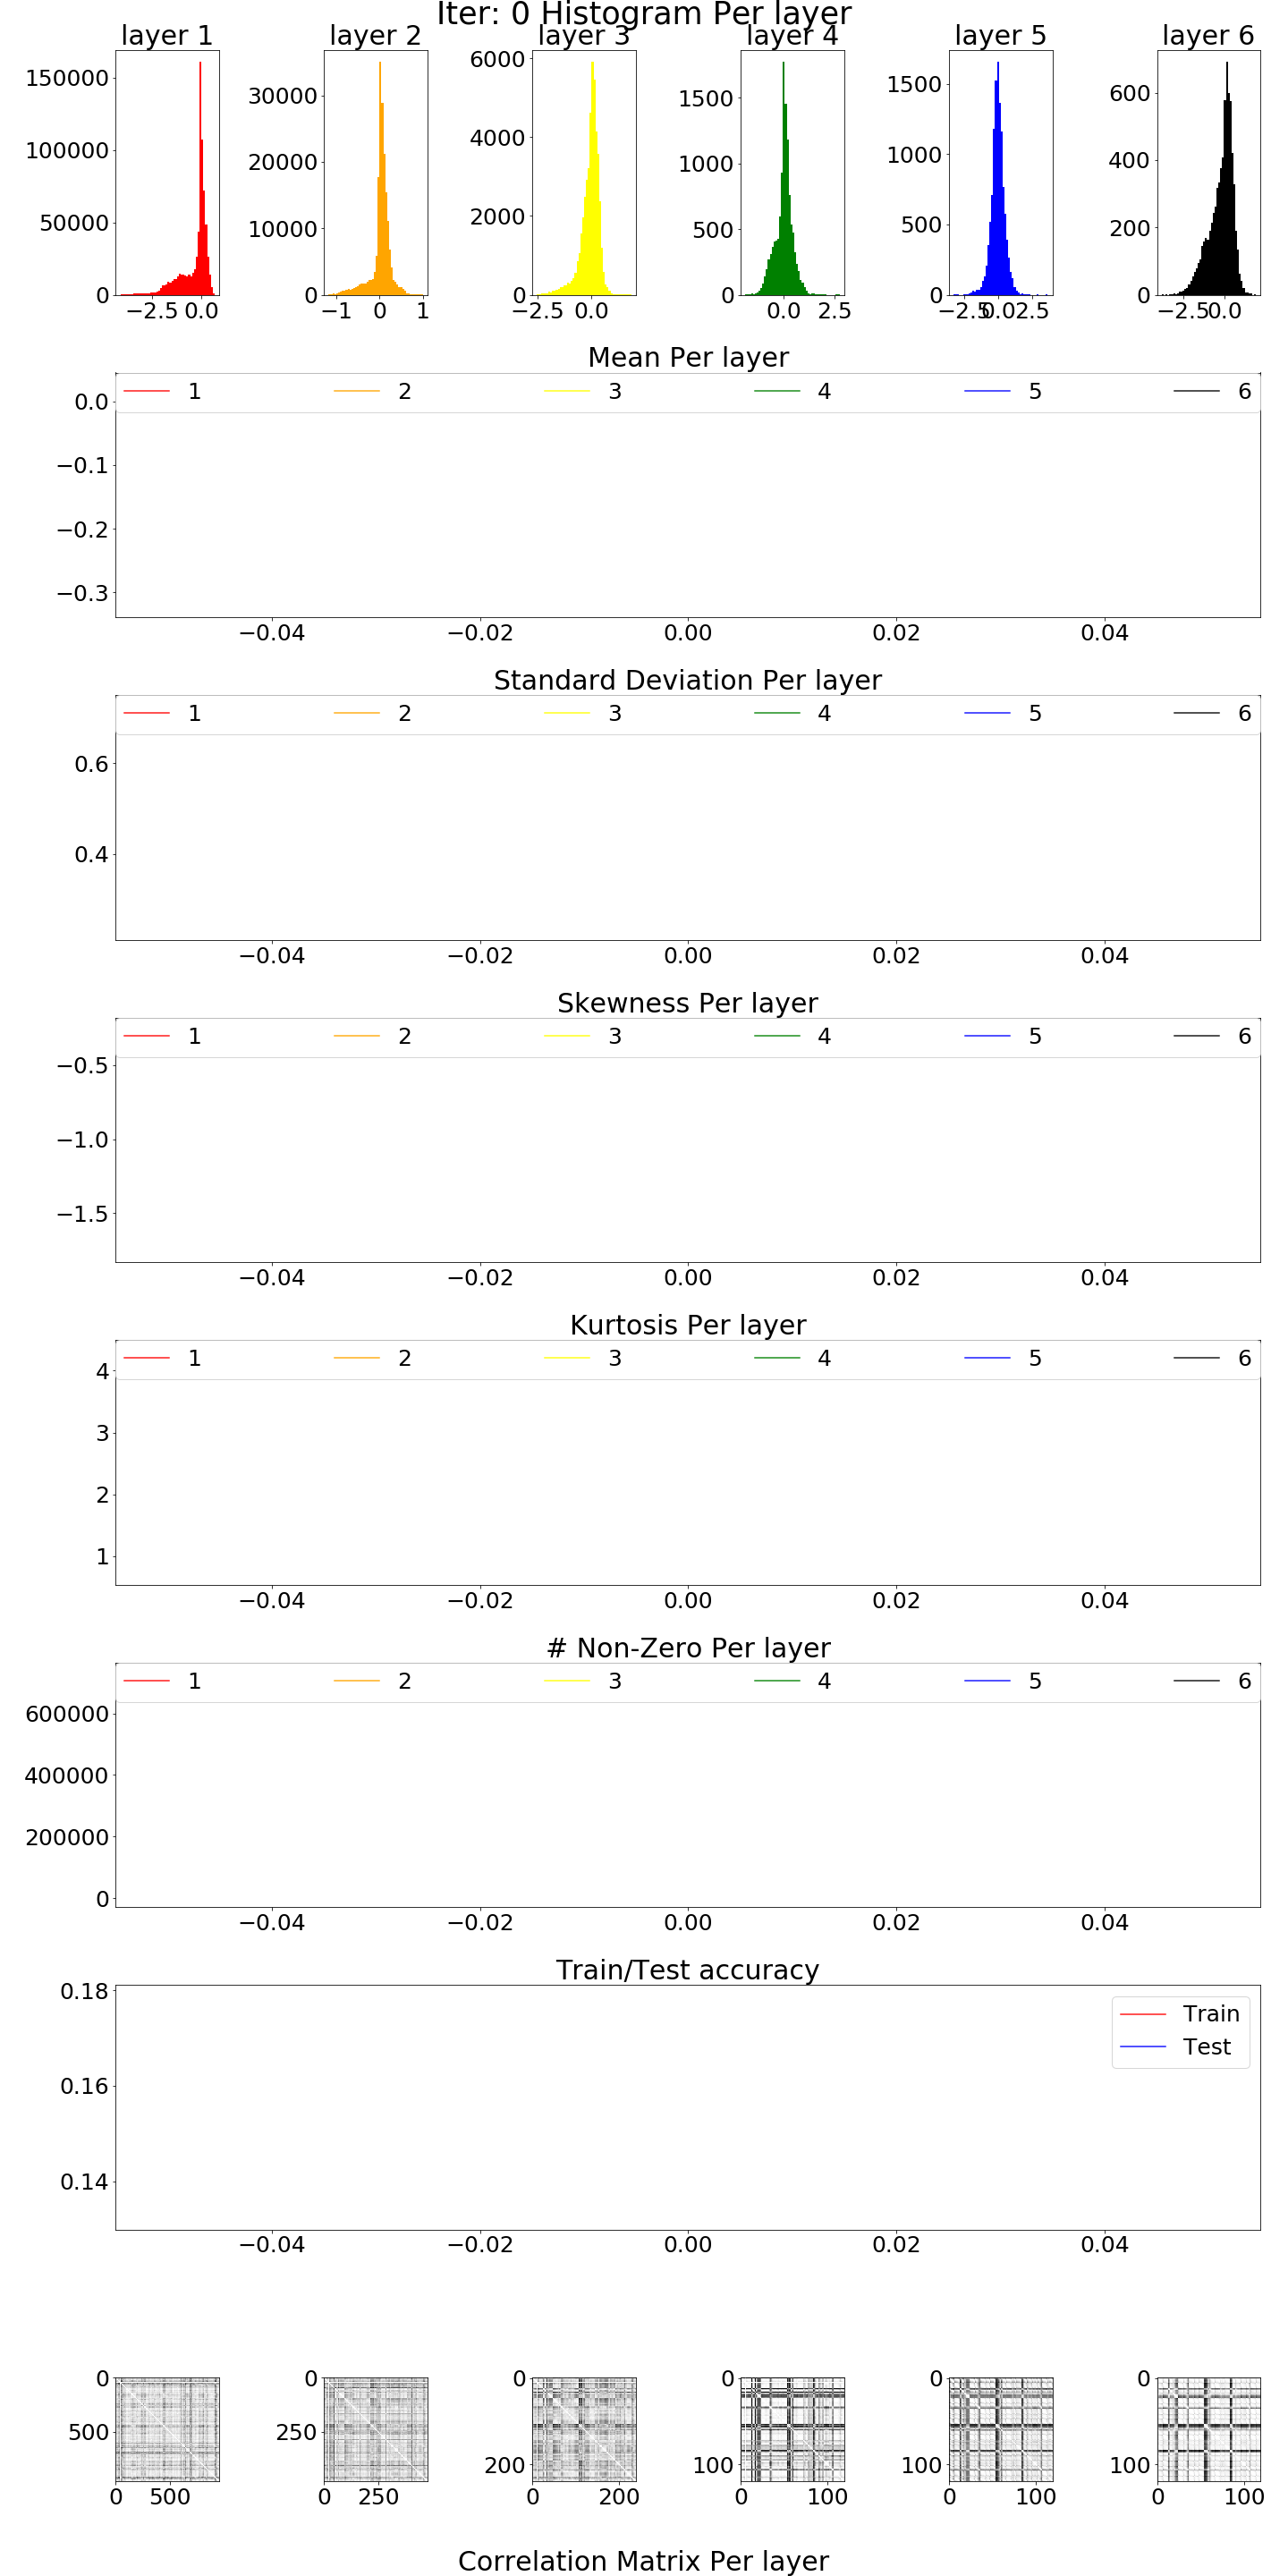 Iter: 0 Histogram Per layer
layer 1 layer 2 layer 3 layer 4 layer 5 layer 6
150000 100000 50000 0
−2.5 0.0
30000 20000 10000 0
−1 0 1
6000 4000 2000 0
−2.5 0.0
1500 1000 500 0
0.0 2.5
1500 1000 500 0
−2.5 0.0 2.5
600 400 200 0
−2.5 0.0
Mean Per layer
1 2 3 4 5 6
0.0
−0.1
−0.2
−0.3
−0.04 −0.02 0.00 0.02 0.04
Standard Deviation Per layer
1 2 3 4 5 6
0.6
0.4
−0.04 −0.02 0.00 0.02 0.04
Skewness Per layer
1 2 3 4 5 6
−0.5
−1.0
−1.5
−0.04 −0.02 0.00 0.02 0.04
Kurtosis Per layer
1 2 3 4 5 6
4
3
2
1
−0.04 −0.02 0.00 0.02 0.04
# Non-Zero Per layer
1 2 3 4 5 6
600000
400000
200000
0
−0.04 −0.02 0.00 0.02 0.04
Train/Test accuracy
Train
Test
0.18
0.16
0.14
−0.04 −0.02 0.00 0.02 0.04
0 500
0 500
0 250
0 250
0 200
0 200
0 100
0 100
0 100
0 100
0 100
0 100
Correlation Matrix Per layer